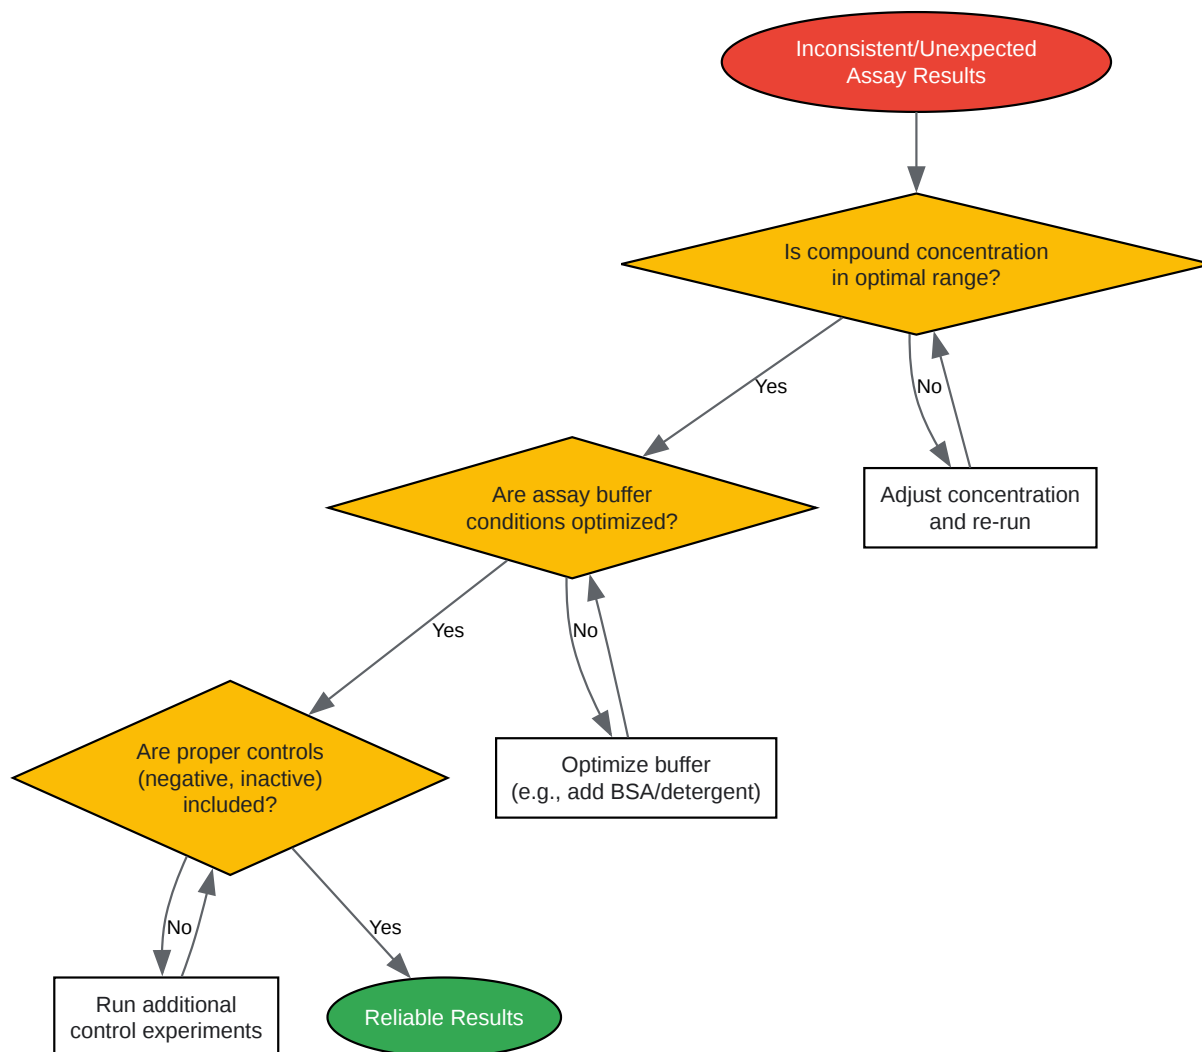 Inconsistent/Unexpected
Assay Results
Is compound concentration
in optimal range?
Yes
No
Adjust concentration
and re-run
Are assay buffer
conditions optimized?
Yes
No
Optimize buffer
(e.g., add BSA/detergent)
Are proper controls
(negative, inactive)
included?
No
Yes
Run additional
control experiments
Reliable Results